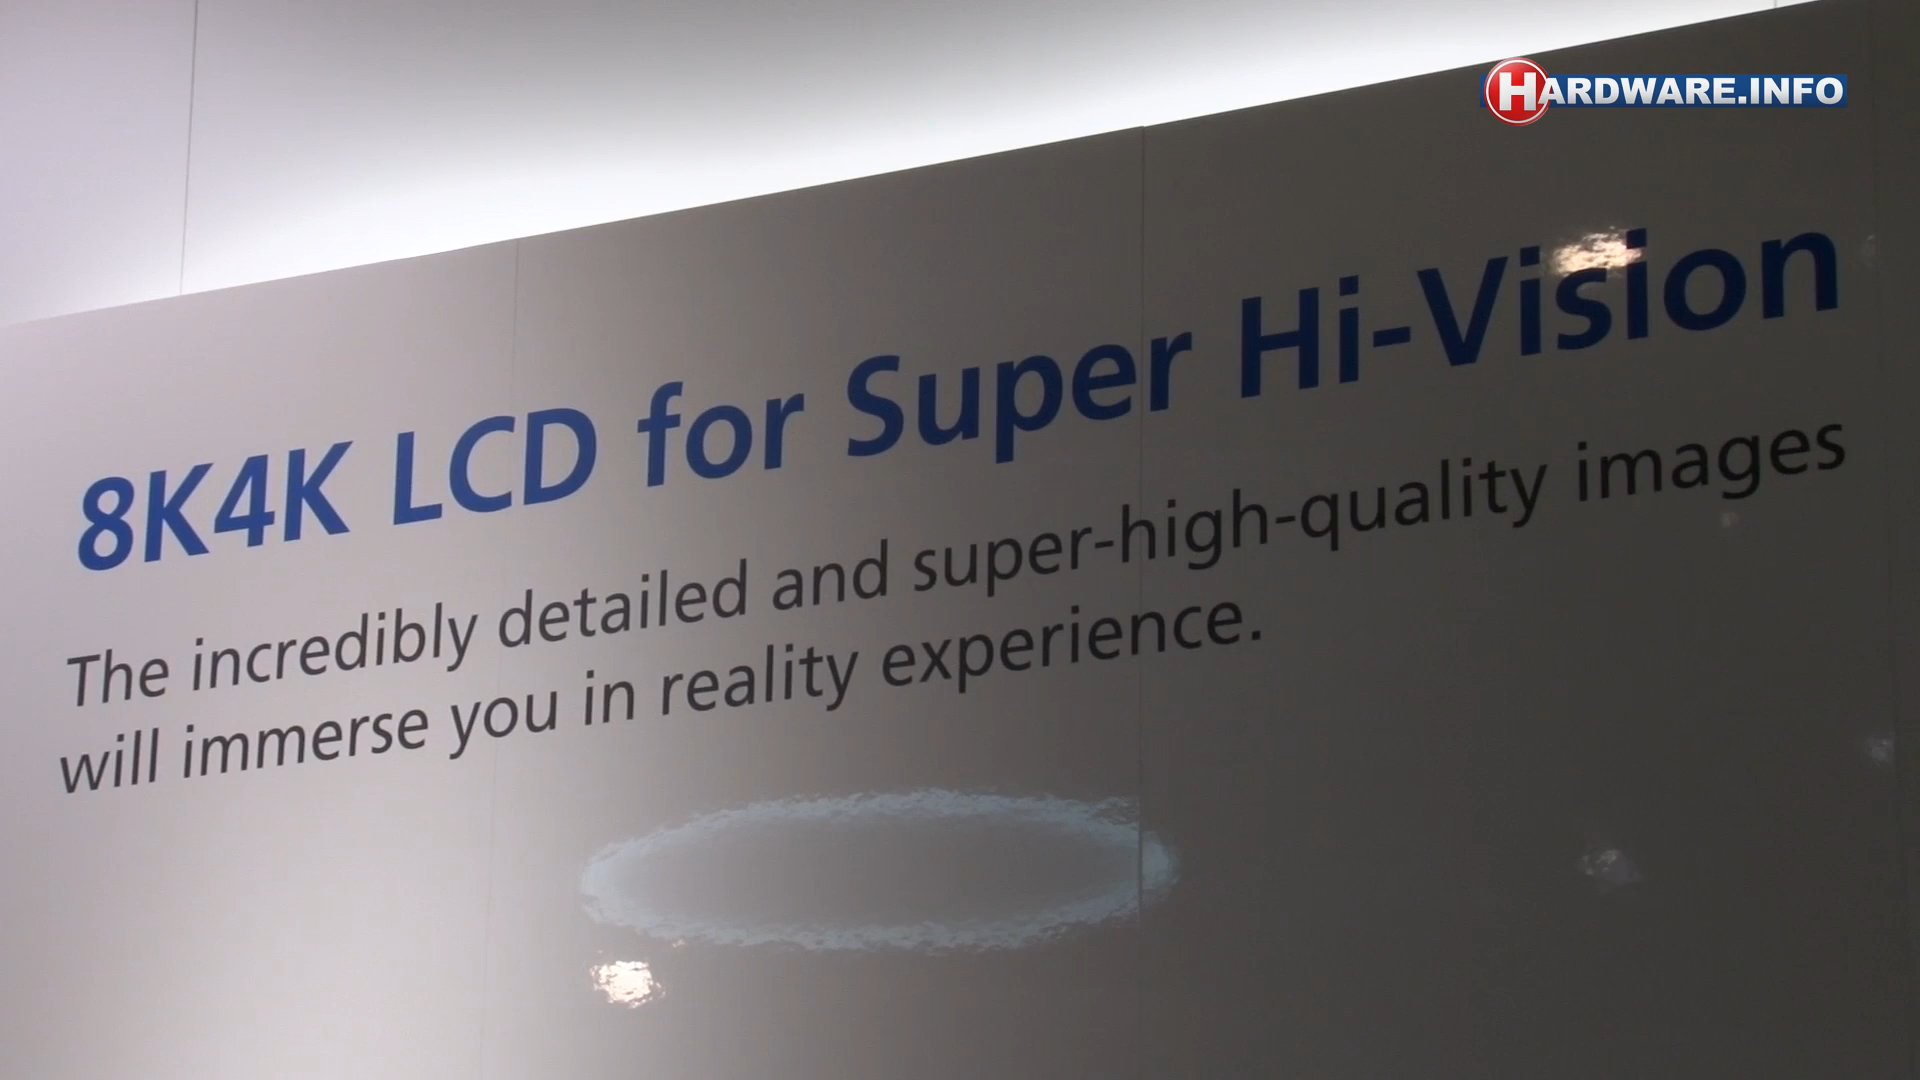 HARDWARE.INFO
8K4K LCD for Super Hi-Vision
The incredibly detailed and super-high-quality images
will immerse you in reality experience.